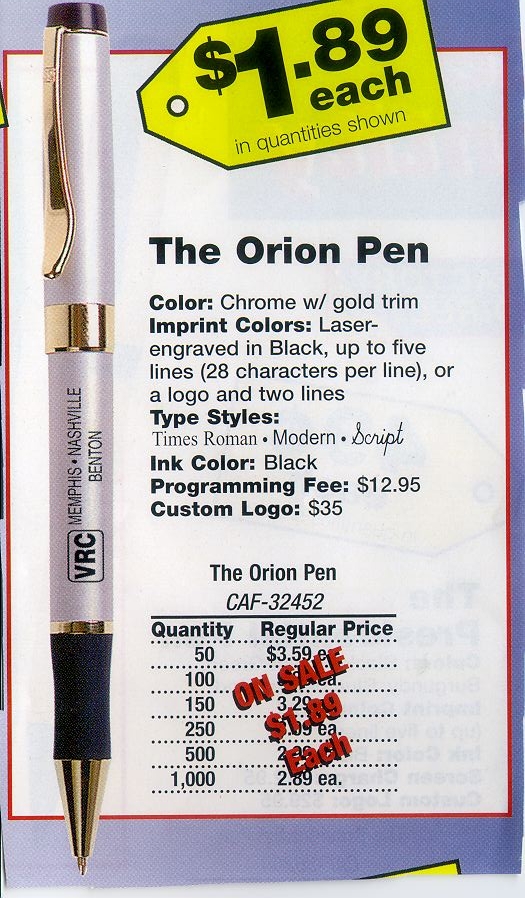 $1.89
each
in quantities shown
The Orion Pen
Color: Chrome w/ gold trim
Imprint Colors: Laser-
engraved in Black, up to five
lines (28 characters per line), or
a logo and two lines
Type Styles:
Times Roman • Modern • Script
Ink Color: Black
Programming Fee: $12.95
Custom Logo: $35
VRC MEMPHIS • NASHVILLE
BENTON
The Orion Pen
CAF-32452
Quantity Regular Price
50 $3.59 ea.
100 ea.
150 3.29
250
500
1,000 2.89 ea.
ON SALE
$1.89
Each